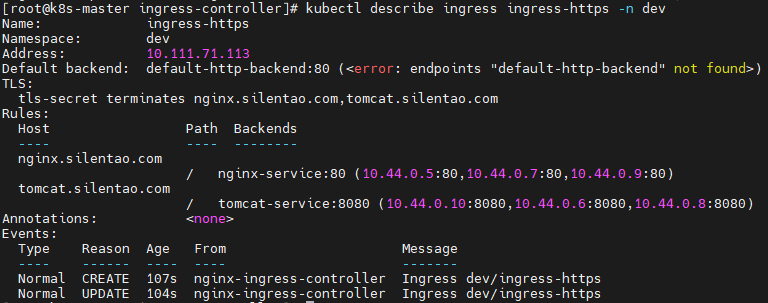 [root@k8s-master ingress-controller]# kubectl describe ingress ingress-https -n dev
Name:             ingress-https
Namespace:        dev
Address:          10.111.71.113
Default backend:  default-http-backend:80 (<error: endpoints "default-http-backend" not found>)
TLS:
  tls-secret terminates nginx.silentao.com,tomcat.silentao.com
Rules:
  Host                 Path  Backends
  ----                 ----  --------
  nginx.silentao.com
                       /   nginx-service:80 (10.44.0.5:80,10.44.0.7:80,10.44.0.9:80)
  tomcat.silentao.com
                       /   tomcat-service:8080 (10.44.0.10:8080,10.44.0.6:8080,10.44.0.8:8080)
Annotations:           <none>
Events:
  Type    Reason  Age   From                      Message
  ----    ------  ----  ----                      -------
  Normal  CREATE  107s  nginx-ingress-controller  Ingress dev/ingress-https
  Normal  UPDATE  104s  nginx-ingress-controller  Ingress dev/ingress-https